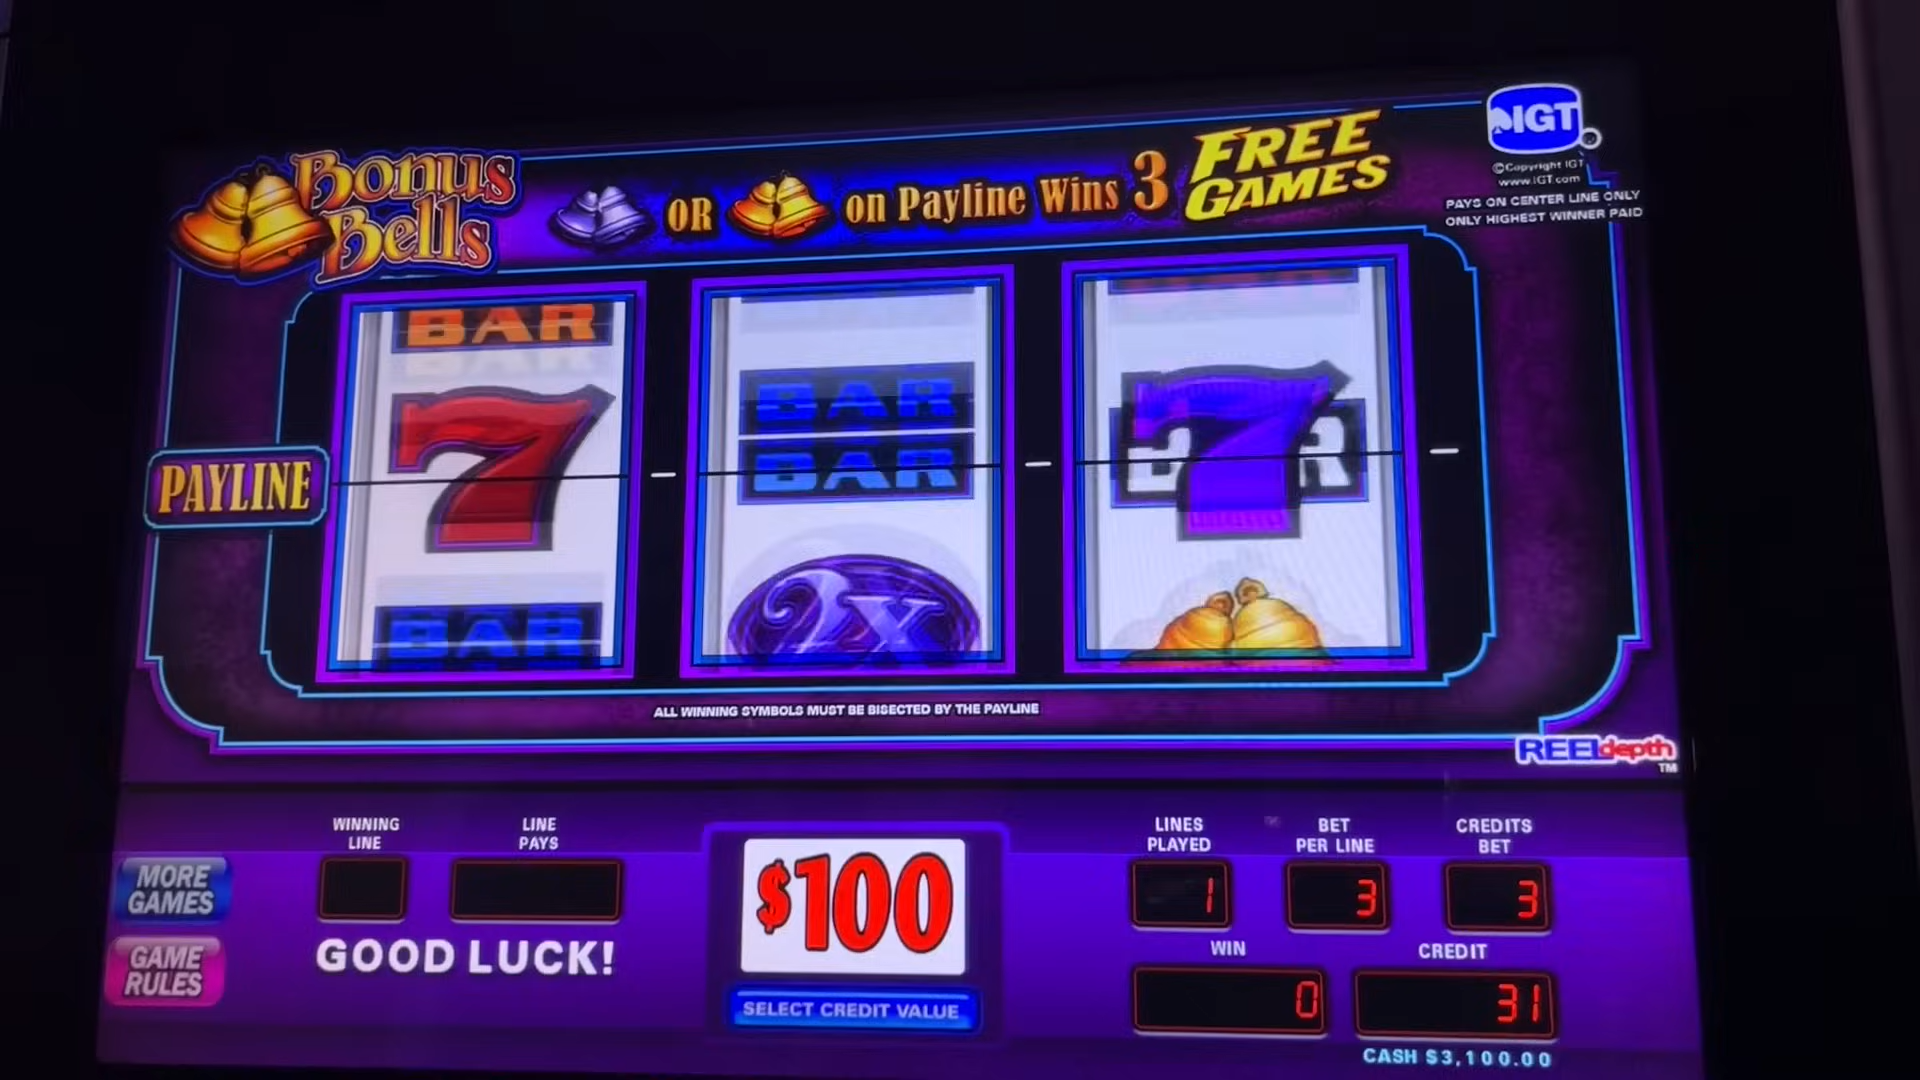 Bonus
Bells
OR
on Payline Wins 3
FREE
GAMES
IGT
©Copyright IGT
www.IGT.com
PAYS ON CENTER LINE ONLY
ONLY HIGHEST WINNER PAID
BAR
BAR
BAR
BAR
2X
7
7
PAYLINE
ALL WINNING SYMBOLS MUST BE BISECTED BY THE PAYLINE
REELdepth™
WINNING
LINE
LINE
PAYS
MORE
GAMES
GAME
RULES
GOOD LUCK!
$100
SELECT CREDIT VALUE
LINES
PLAYED
1
BET
PER LINE
3
CREDITS
BET
3
WIN
0
CREDIT
31
CASH $3,100.00